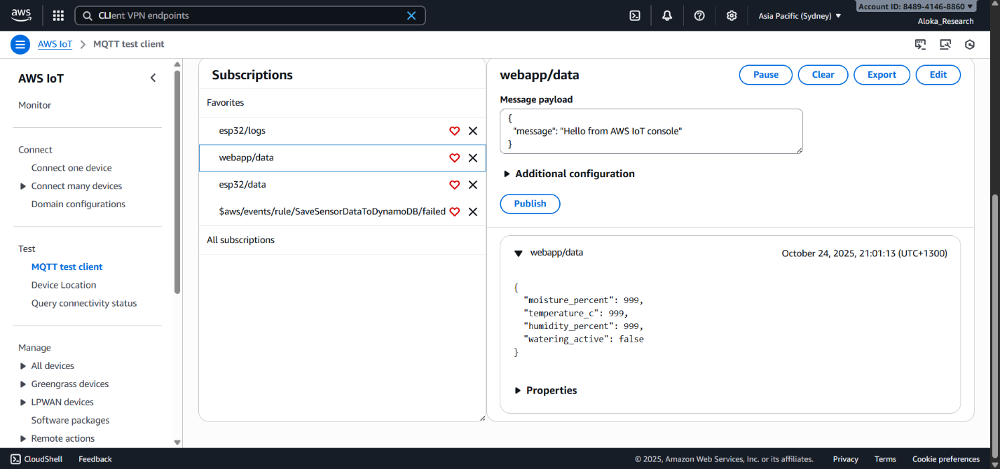 aws
CLIent VPN endpoints
Asia Pacific (Sydney)
Account ID: 8489-4146-8860
Aloka_Research
AWS IoT
MQTT test client
AWS IoT
Monitor
Connect
Connect one device
Connect many devices
Domain configurations
Test
MQTT test client
Device Location
Query connectivity status
Manage
All devices
Greengrass devices
LPWAN devices
Software packages
Remote actions
Subscriptions
Favorites
esp32/logs
webapp/data
esp32/data
$aws/events/rule/SaveSensorDataToDynamoDB/failed
All subscriptions
webapp/data
Pause
Clear
Export
Edit
Message payload
{
"message": "Hello from AWS IoT console"
}
Additional configuration
Publish
webapp/data
October 24, 2025, 21:01:13 (UTC+1300)
{
"moisture_percent": 999,
"temperature_c": 999,
"humidity_percent": 999,
"watering_active": false
}
Properties
CloudShell
Feedback
© 2025, Amazon Web Services, Inc. or its affiliates.
Privacy
Terms
Cookie preferences